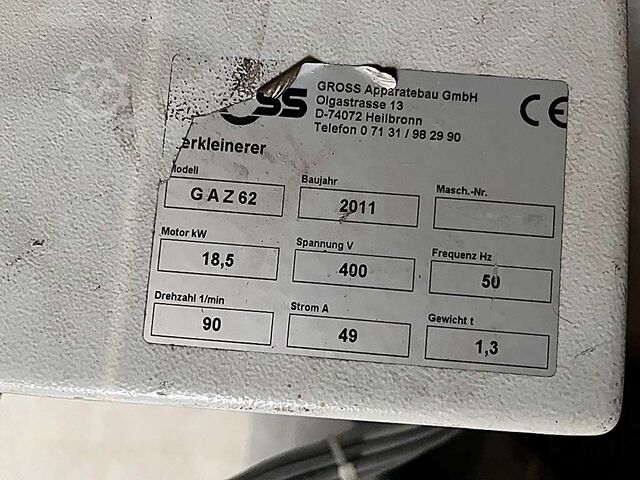 GROSS Apparatebau GmbH
Olgastrasse 13
D-74072 Heilbronn
Telefon 0 71 31 / 98 29 90
CE
OSS
erkleinerer
Modell
Baujahr
Masch.-Nr.
GAZ 62
2011
Motor kW
Spannung V
Frequenz Hz
18,5
400
50
Drehzahl 1/min
Strom A
Gewicht t
90
49
1,3